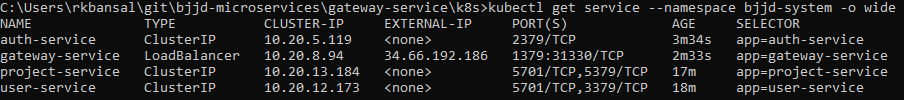 C:\Users\rkbansal\git\bjjd-microservices\gateway-service\k8s>kubectl get service --namespace bjjd-system -o wide
NAME TYPE CLUSTER-IP EXTERNAL-IP PORT(S) AGE SELECTOR
auth-service ClusterIP 10.20.5.119 <none> 2379/TCP 3m34s app=auth-service
gateway-service LoadBalancer 10.20.8.94 34.66.192.186 1379:31330/TCP 2m33s app=gateway-service
project-service ClusterIP 10.20.13.184 <none> 5701/TCP,5379/TCP 17m app=project-service
user-service ClusterIP 10.20.12.173 <none> 5701/TCP,3379/TCP 18m app=user-service